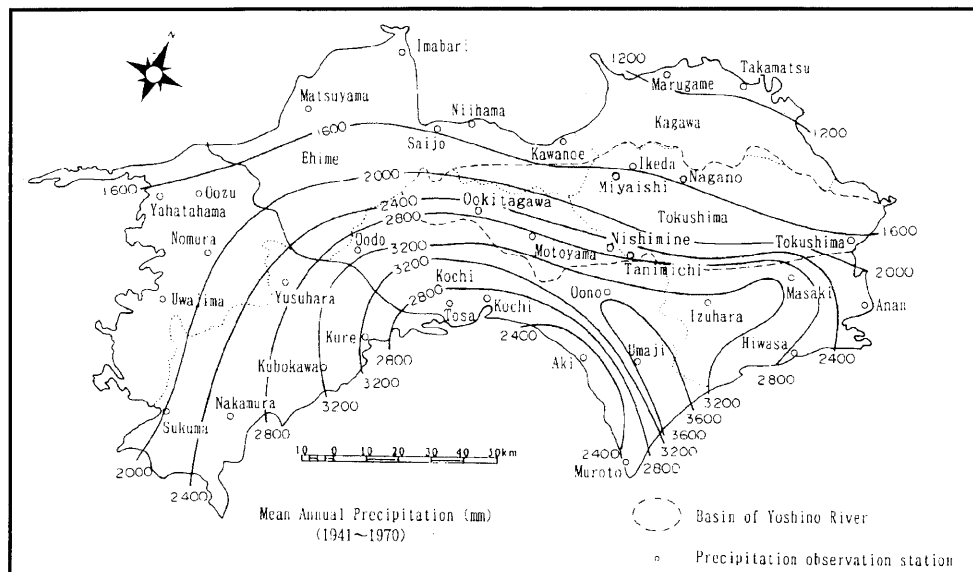 N
Imabari
1200
Marugame
Takamatsu
Matsuyama
Niihama
Kagawa
1600
Saijo
1200
Ehime
Kawanoe
Ikeda
1600
Oozu
2000
Miyaishi
Nagano
Yahatahama
2400
Ookitagawa
Tokushima
2800
Nomura
Oodo
Nishimine
Tokushima
1600
3200
Motoyama
Tanimichi
2000
3200
Kochi
Masaki
Uwajima
Yusuhara
2800
Kochi
Oono
Izuhara
Anan
Tosa
Kure
2400
Hiwasa
2400
Kubokawa
2800
Aki
Umaji
2800
3200
3200
3200
Nakamura
3600
Sukuma
2800
3600
2000
10 0 10 20 30 40 50km
2400
3200
2400
Muroto
2800
Mean Annual Precipitation (mm)
(1941~1970)
Basin of Yoshino River
Precipitation observation station